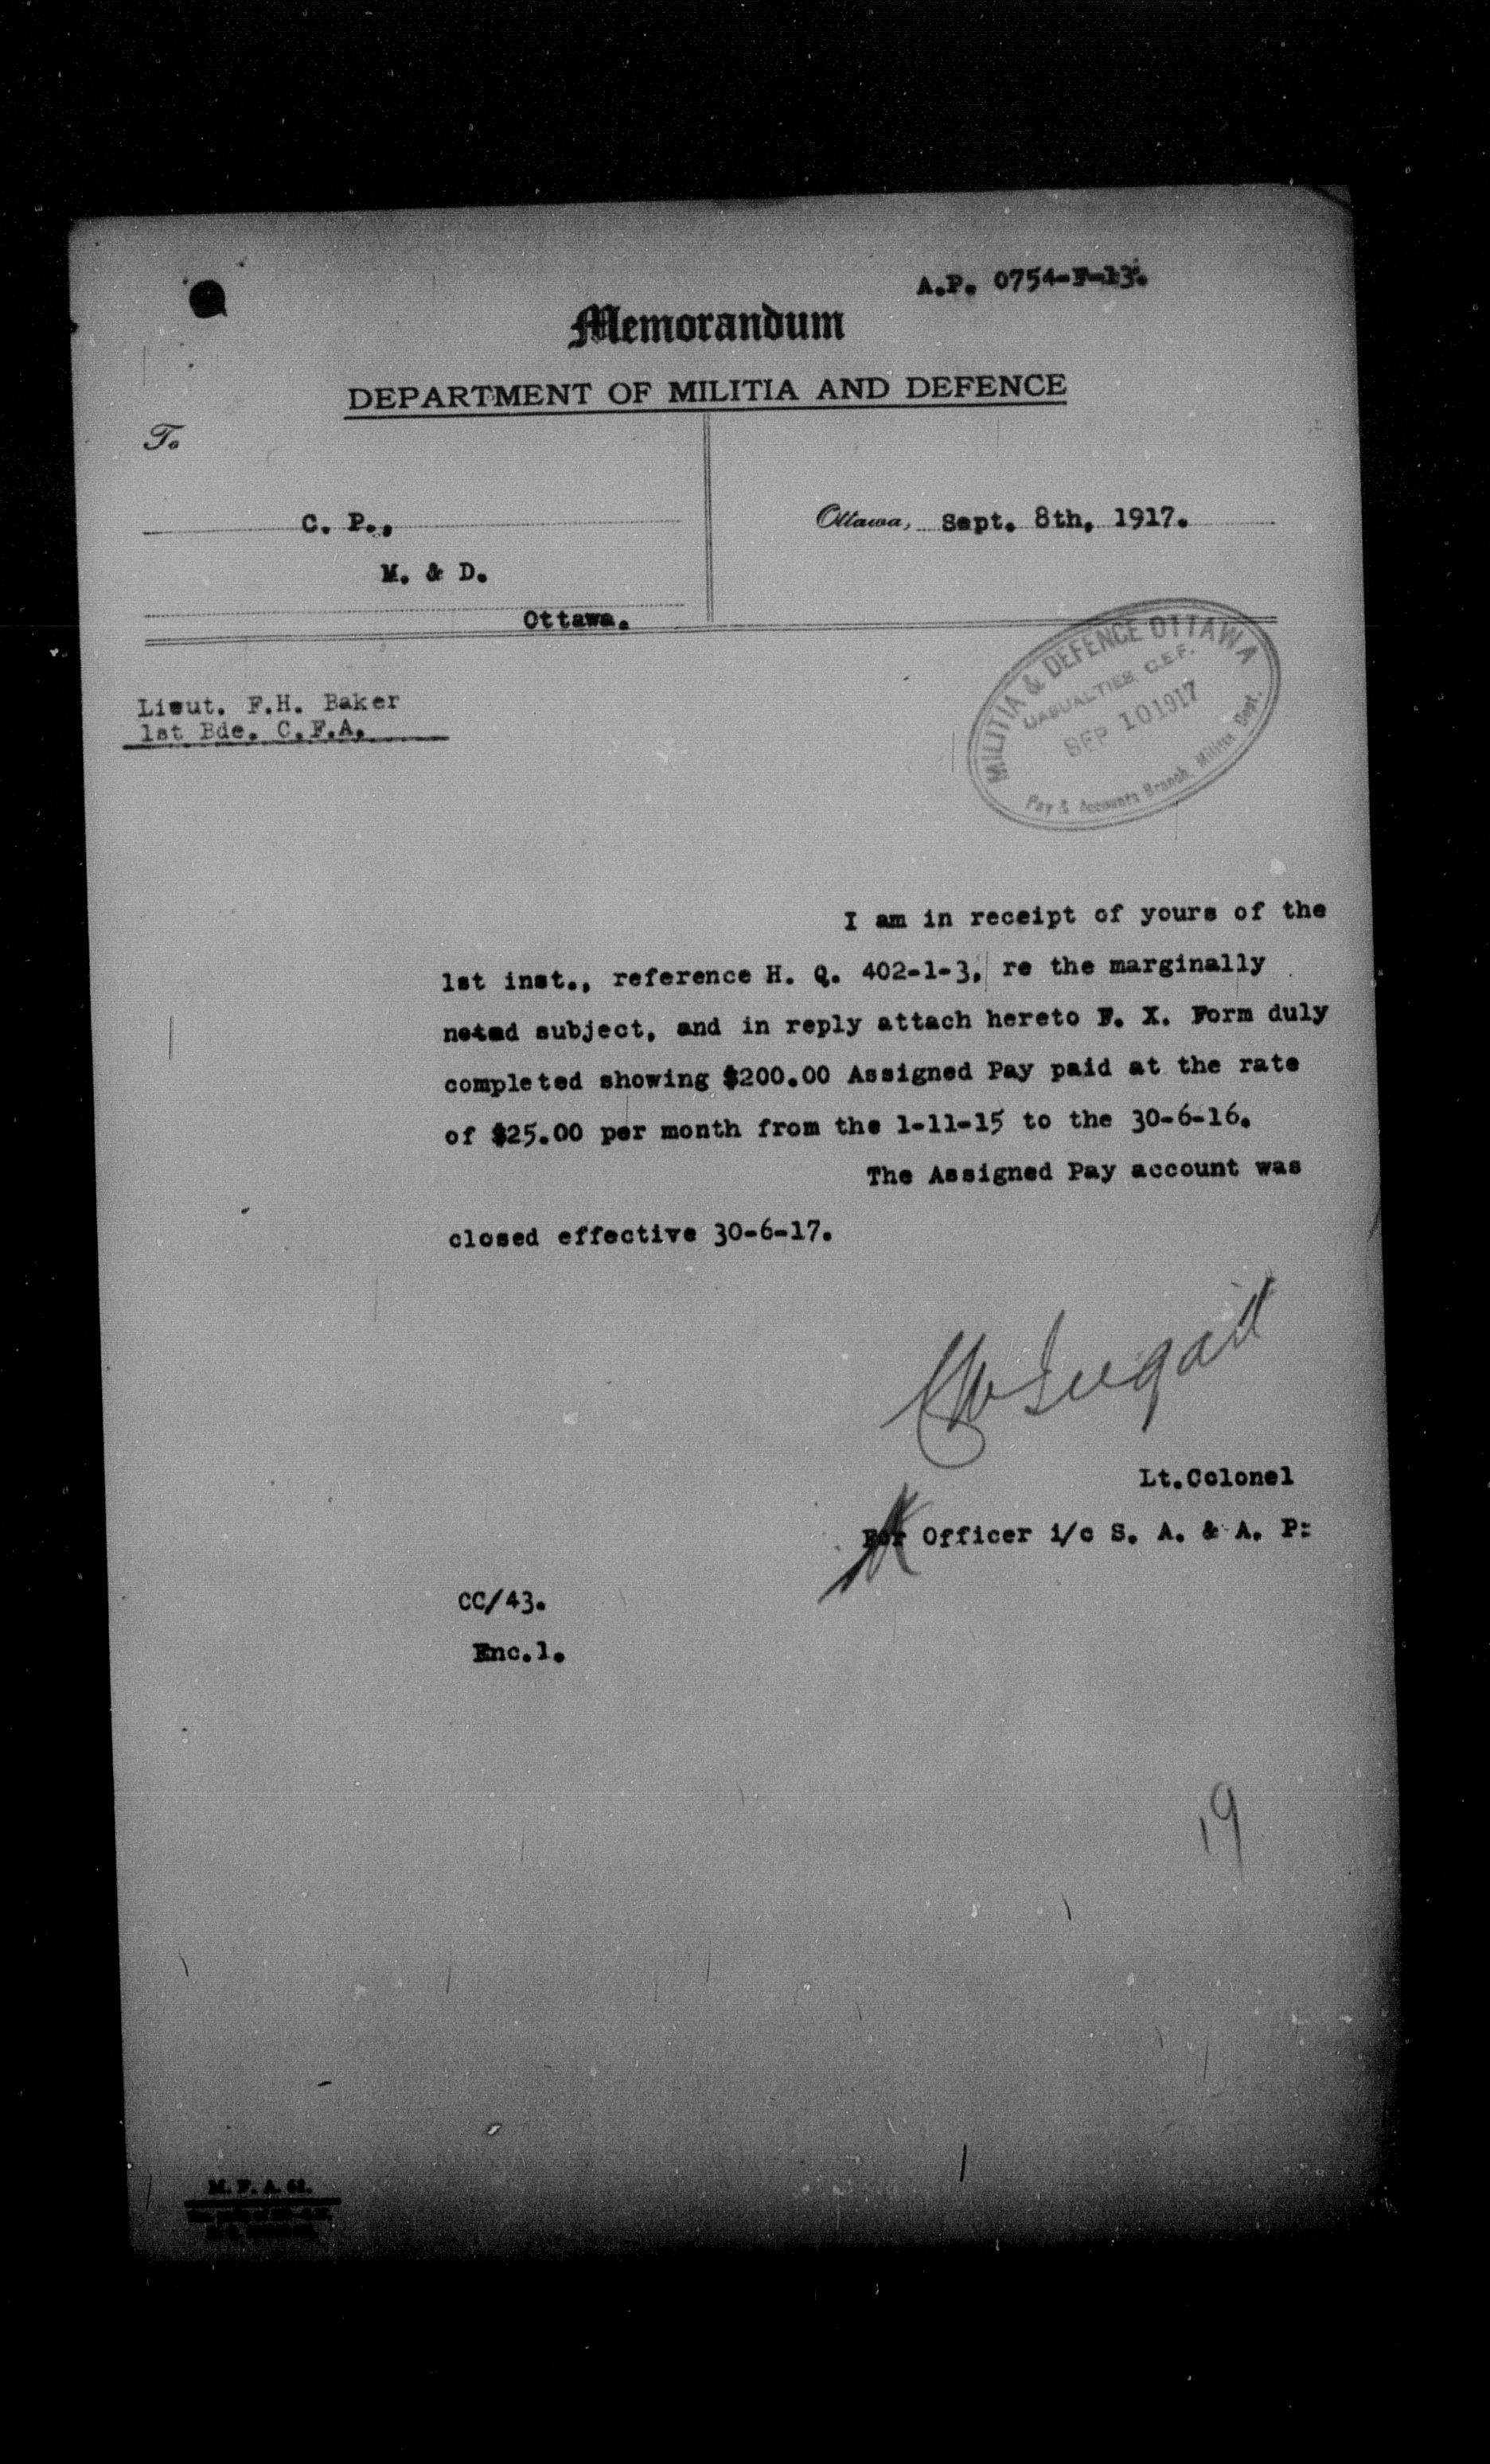 A.P. 0754-F-13.
Memorandum
DEPARTMENT OF MILITIA AND DEFENCE
To
C. P.,
M. & D.
Ottawa.
Ottawa, Sept. 8th, 1917.
Lieut. F.H. Baker
1st Bde. C.F.A.
MILITIA & DEFENCE OTTAWA
CASUALTIES C.E.F.
SEP 10 1917
Pay & Accounts Branch, Militia Dept.
I am in receipt of yours of the
1st inst., reference H. Q. 402-1-3, re the marginally
noted subject, and in reply attach hereto F. X. Form duly
completed showing $200.00 Assigned Pay paid at the rate
of $25.00 per month from the 1-11-15 to the 30-6-16.
The Assigned Pay account was
closed effective 30-6-17.
Lt.Colonel
For Officer i/c S. A. & A. P:
CC/43.
Enc.1.
19
M. F. A. 62.